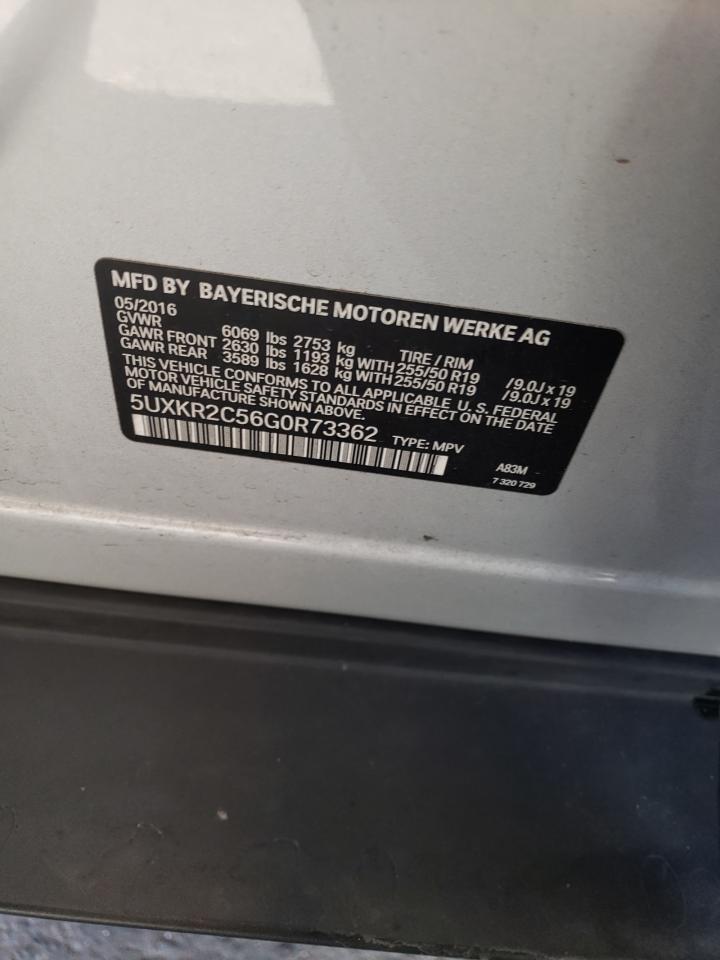 MFD BY BAYERISCHE MOTOREN WERKE AG
05/2016
GVWR 6069 lbs 2753 kg TIRE / RIM
GAWR FRONT 2630 lbs 1193 kg WITH 255/50 R19 /9.0J x 19
GAWR REAR 3589 lbs 1628 kg WITH 255/50 R19 /9.0J x 19
THIS VEHICLE CONFORMS TO ALL APPLICABLE U. S. FEDERAL
MOTOR VEHICLE SAFETY STANDARDS IN EFFECT ON THE DATE
OF MANUFACTURE SHOWN ABOVE.
5UXKR2C56G0R73362 TYPE: MPV
A83M
7 320 729